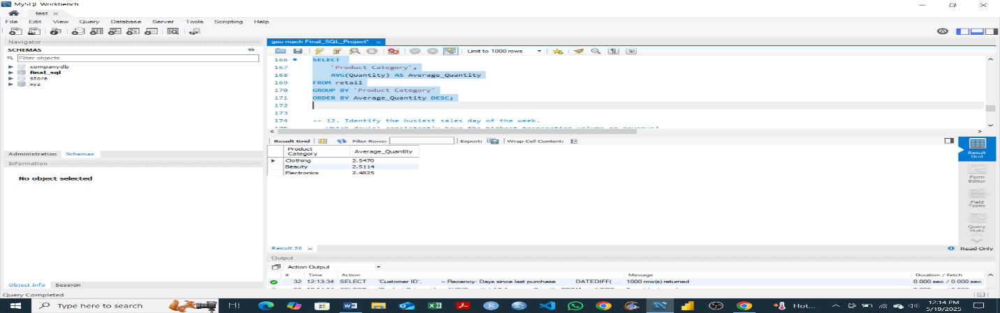 MySQL Workbench
test
File Edit View Query Database Server Tools Scripting Help
Navigator
SCHEMAS
Filter objects
companydb
final_sql
store
xyz
Administration Schemas
Information
No object selected
Object Info Session
Query Completed
geu mach Final_SQL_Project*
Limit to 1000 rows
166 SELECT
167 `Product Category`,
168 AVG(Quantity) AS Average_Quantity
169 FROM retail
170 GROUP BY `Product Category`
171 ORDER BY Average_Quantity DESC;
172
173
174 -- 12. Identify the busiest sales day of the week.
Result Grid Filter Rows: Export: Wrap Cell Content:
Product Category Average_Quantity
Clothing 2.5470
Beauty 2.5114
Electronics 2.4825
Result Grid
Form Editor
Field Types
Query Stats
Result 26
Read Only
Output
Action Output
# Time Action Message Duration / Fetch
32 12:13:34 SELECT `Customer ID`, -- Recency: Days since last purchase DATEDIFF( ... 1000 row(s) returned 0.000 sec / 0.000 sec
Type here to search
Hot...
12:14 PM
5/19/2025